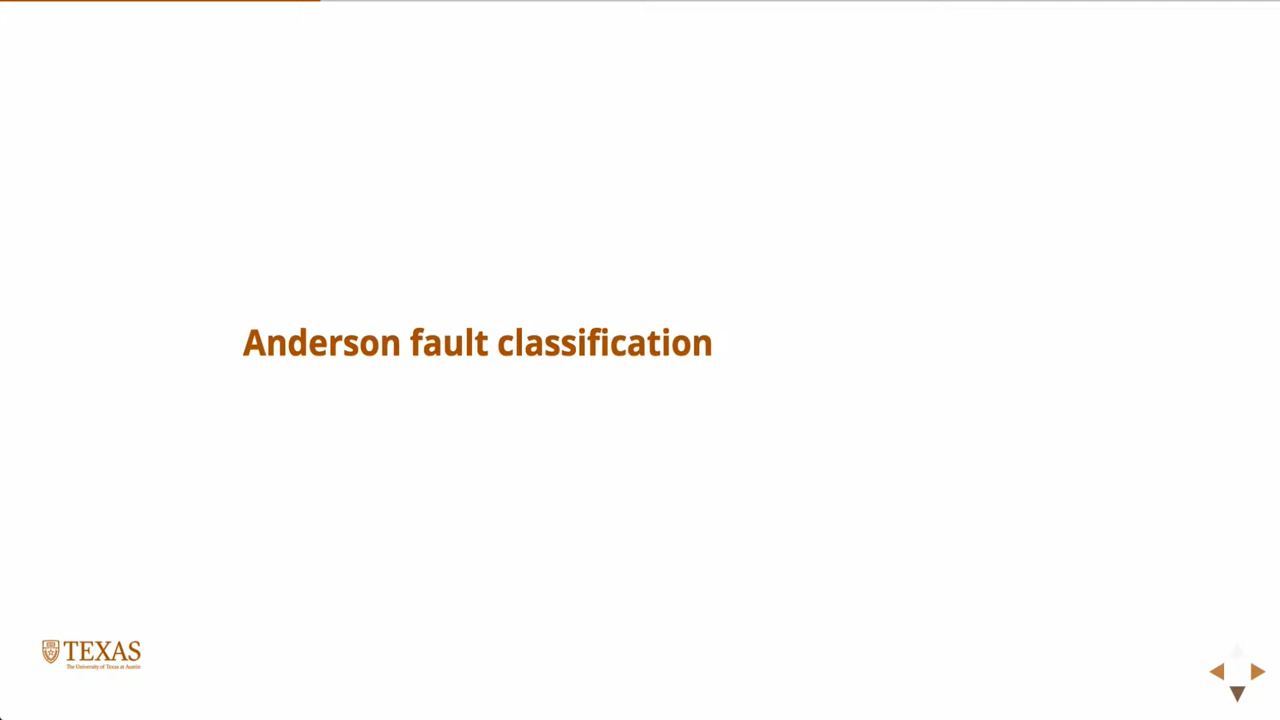 Anderson fault classification
TEXAS
The University of Texas at Austin